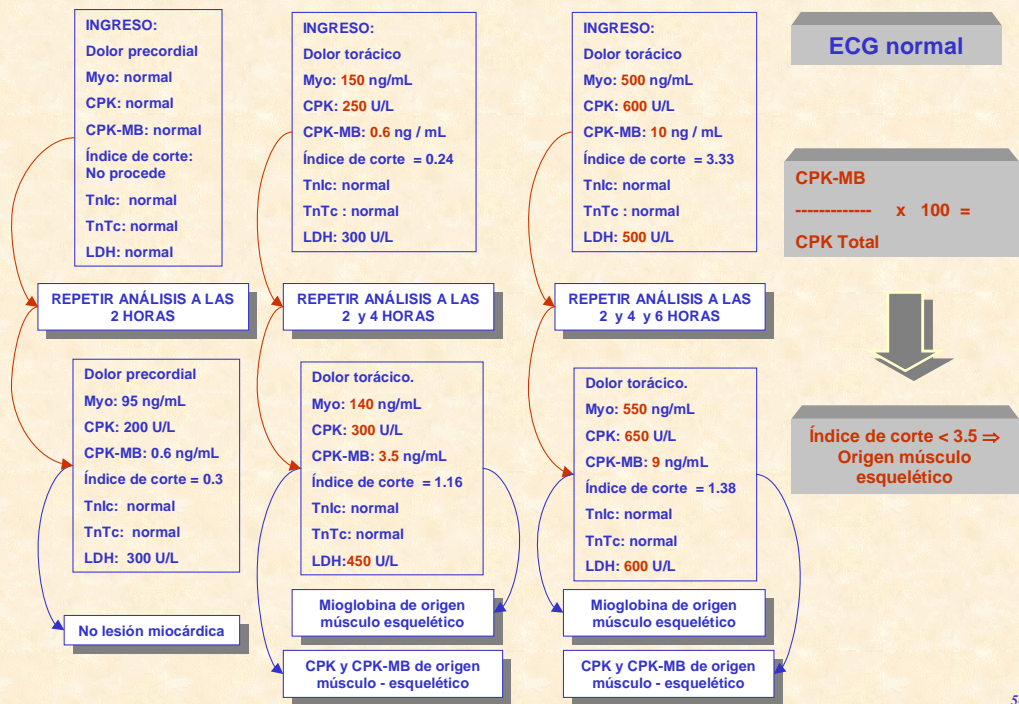 INGRESO:
Dolor precordial
Myo: normal
CPK: normal
CPK-MB: normal
Índice de corte:
No procede
TnIc: normal
TnTc: normal
LDH: normal
REPETIR ANÁLISIS A LAS
2 HORAS
Dolor precordial
Myo: 95 ng/mL
CPK: 200 U/L
CPK-MB: 0.6 ng/mL
Índice de corte = 0.3
TnIc: normal
TnTc: normal
LDH: 300 U/L
No lesión miocárdica
INGRESO:
Dolor torácico
Myo: 150 ng/mL
CPK: 250 U/L
CPK-MB: 0.6 ng / mL
Índice de corte = 0.24
TnIc: normal
TnTc : normal
LDH: 300 U/L
REPETIR ANÁLISIS A LAS
2 y 4 HORAS
Dolor torácico.
Myo: 140 ng/mL
CPK: 300 U/L
CPK-MB: 3.5 ng/mL
Índice de corte = 1.16
TnIc: normal
TnTc: normal
LDH:450 U/L
Mioglobina de origen
músculo esquelético
CPK y CPK-MB de origen
músculo - esquelético
INGRESO:
Dolor torácico
Myo: 500 ng/mL
CPK: 600 U/L
CPK-MB: 10 ng / mL
Índice de corte = 3.33
TnIc: normal
TnTc : normal
LDH: 500 U/L
REPETIR ANÁLISIS A LAS
2 y 4 y 6 HORAS
Dolor torácico.
Myo: 550 ng/mL
CPK: 650 U/L
CPK-MB: 9 ng/mL
Índice de corte = 1.38
TnIc: normal
TnTc: normal
LDH: 600 U/L
Mioglobina de origen
músculo esquelético
CPK y CPK-MB de origen
músculo - esquelético
ECG normal
CPK-MB
------------- x 100 =
CPK Total
Índice de corte < 3.5 ⇒
Origen músculo
esquelético